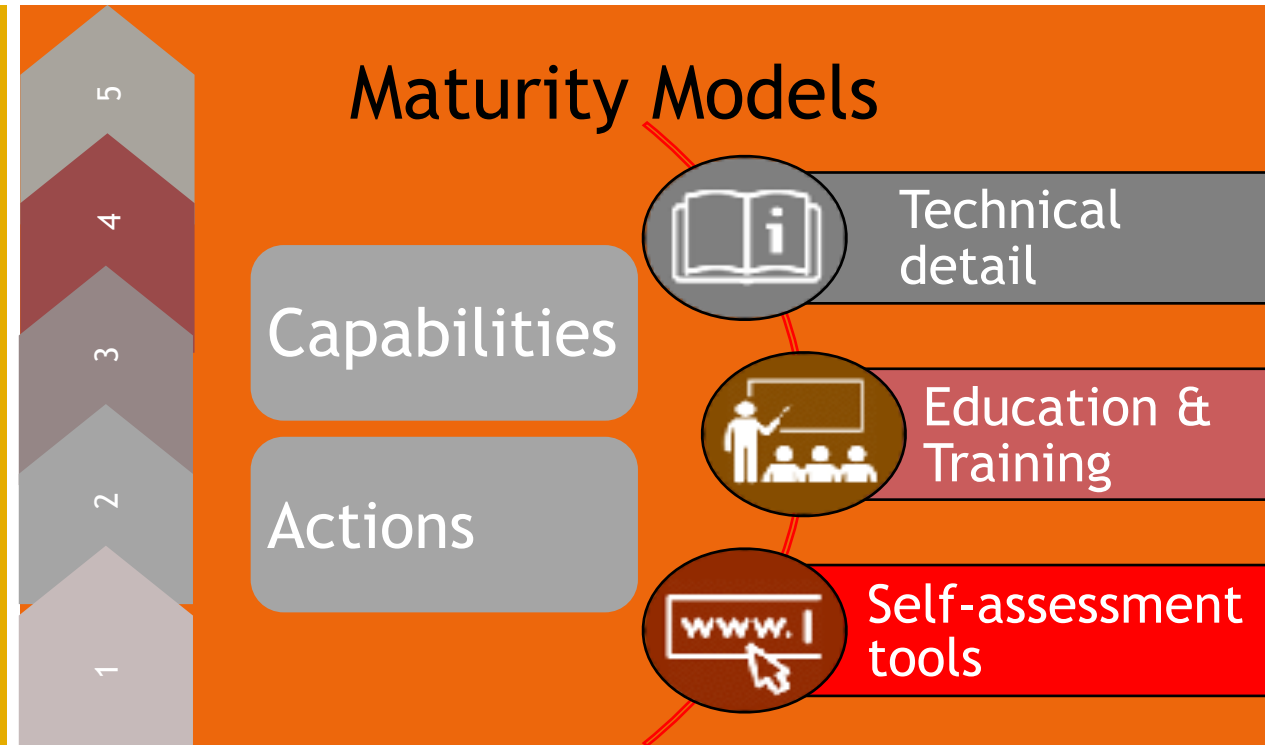 Maturity Models
5
4
3
2
1
Capabilities
Actions
i
Technical
detail
Education &
Training
www.
Self-assessment
tools